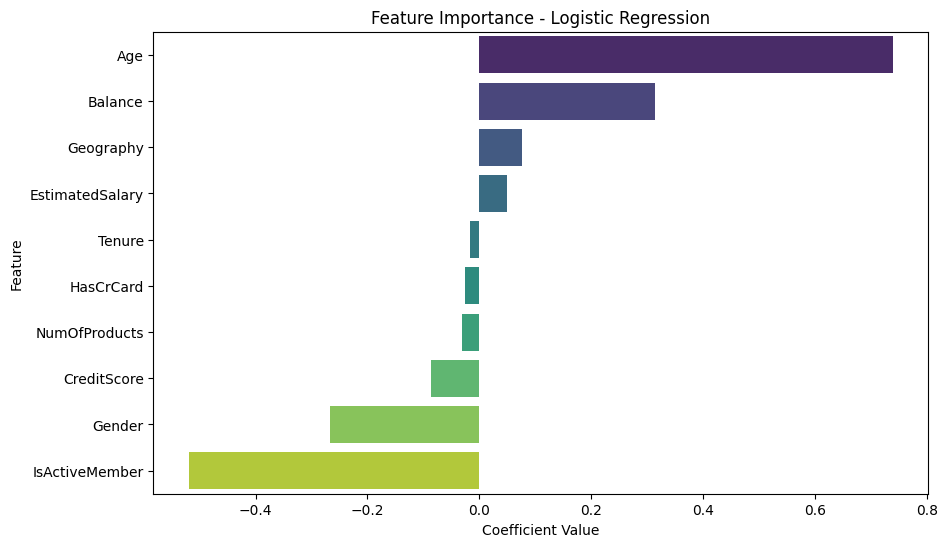 Feature Importance - Logistic Regression
Age
Balance
Geography
EstimatedSalary
Tenure
HasCrCard
NumOfProducts
CreditScore
Gender
IsActiveMember
Feature
−0.4 −0.2 0.0 0.2 0.4 0.6 0.8
Coefficient Value